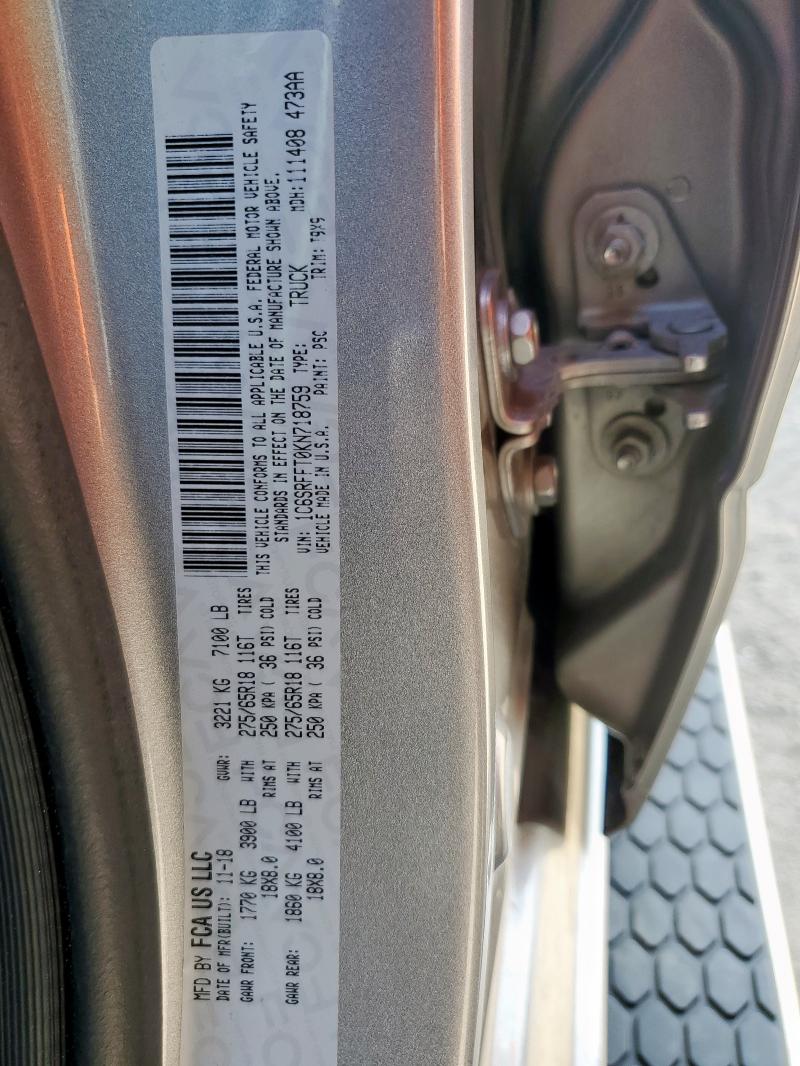 MFD BY FCA US LLC
DATE OF MFR(BUILT): 11-18 GVWR: 3221 KG 7100 LB
GAWR FRONT: 1770 KG 3900 LB WITH 275/65R18 116T TIRES
18X8.0 RIMS AT 250 KPA ( 36 PSI) COLD
GAWR REAR: 1860 KG 4100 LB WITH 275/65R18 116T TIRES
18X8.0 RIMS AT 250 KPA ( 36 PSI) COLD
THIS VEHICLE CONFORMS TO ALL APPLICABLE U.S.A. FEDERAL MOTOR VEHICLE SAFETY
STANDARDS IN EFFECT ON THE DATE OF MANUFACTURE SHOWN ABOVE.
VIN: 1C6SRFFT0KN718759 TYPE: TRUCK MDH:111408 473AA
VEHICLE MADE IN U.S.A. PAINT: PSC TRIM: T9X9